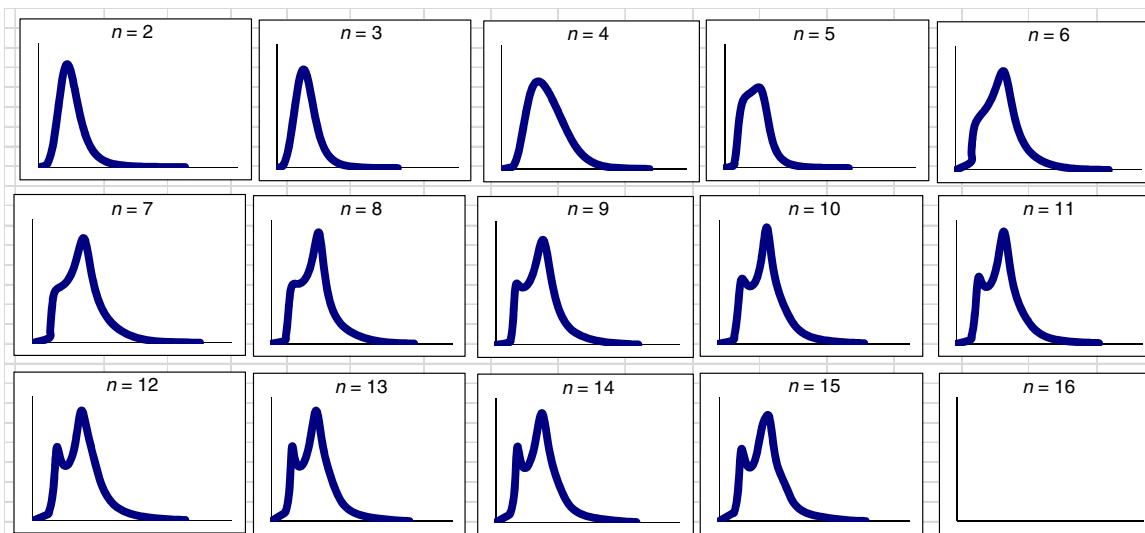 n = 2
n = 3
n = 4
n = 5
n = 6
n = 7
n = 8
n = 9
n = 10
n = 11
n = 12
n = 13
n = 14
n = 15
n = 16